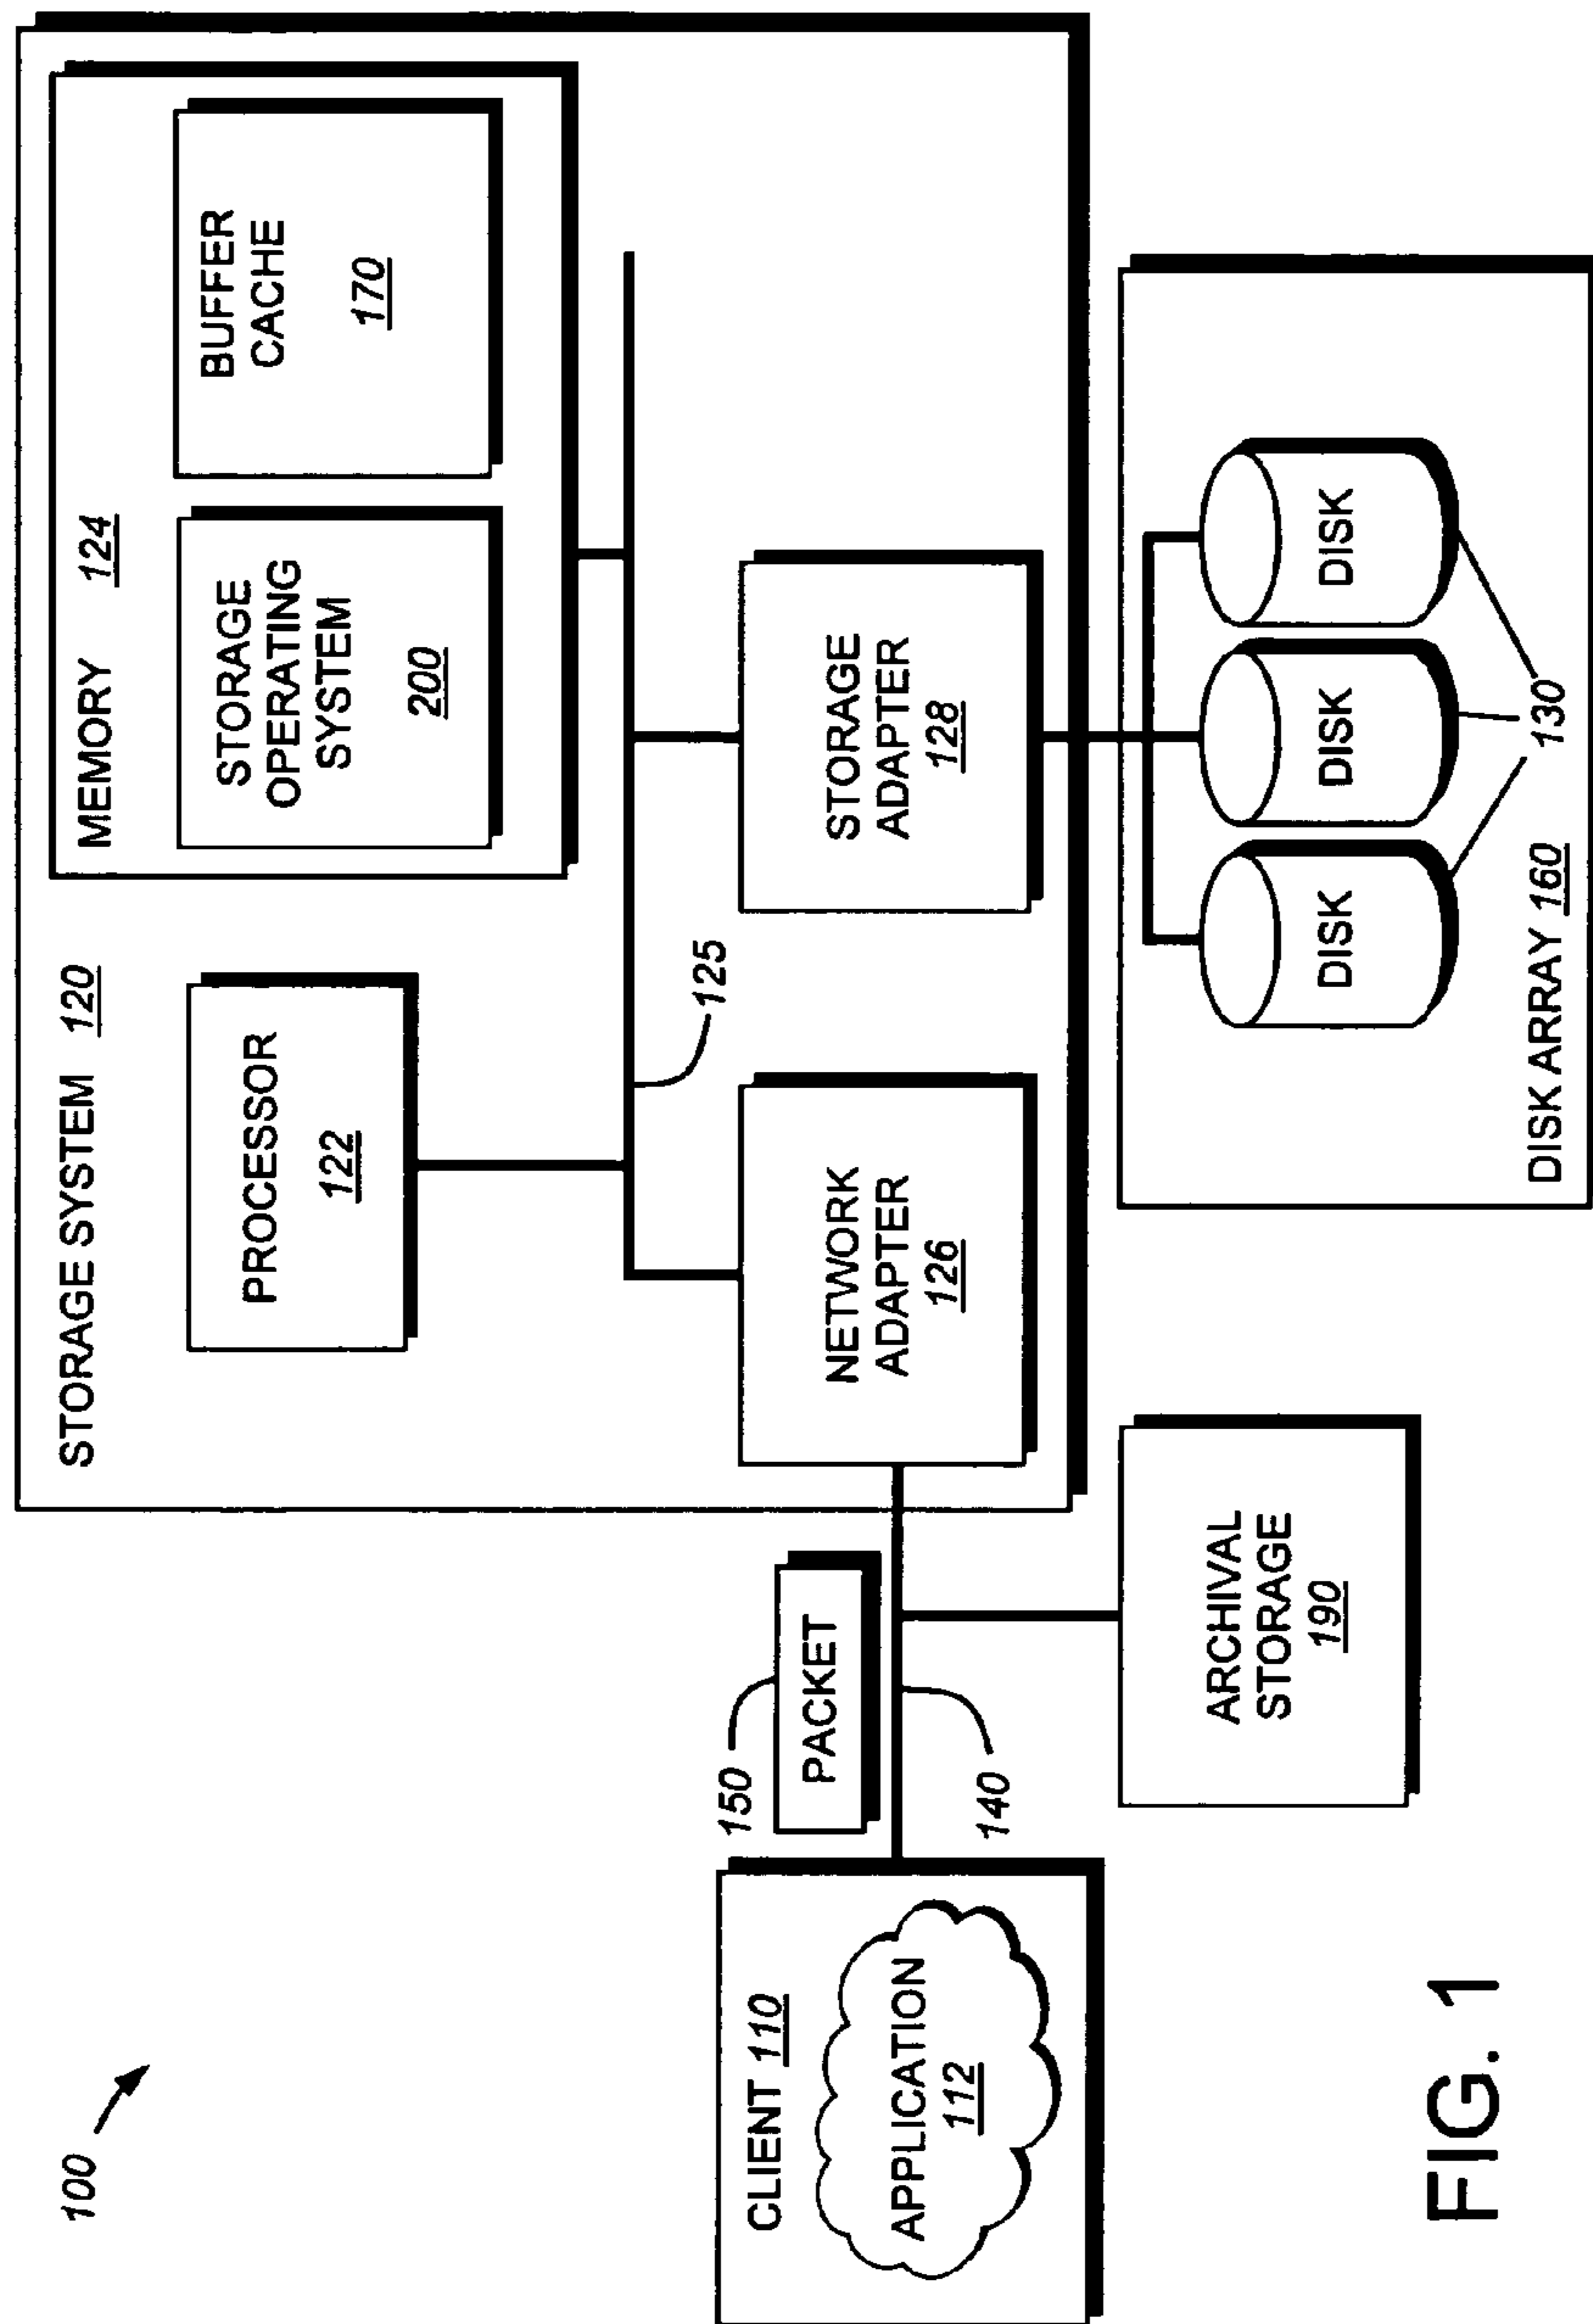 100
STORAGE SYSTEM 120
PROCESSOR
122
MEMORY 124
STORAGE
OPERATING
SYSTEM
200
BUFFER
CACHE
170
125
NETWORK
ADAPTER
126
STORAGE
ADAPTER
128
CLIENT 110
APPLICATION
112
150
PACKET
140
ARCHIVAL
STORAGE
190
DISK
DISK
DISK
130
DISK ARRAY 160
FIG. 1